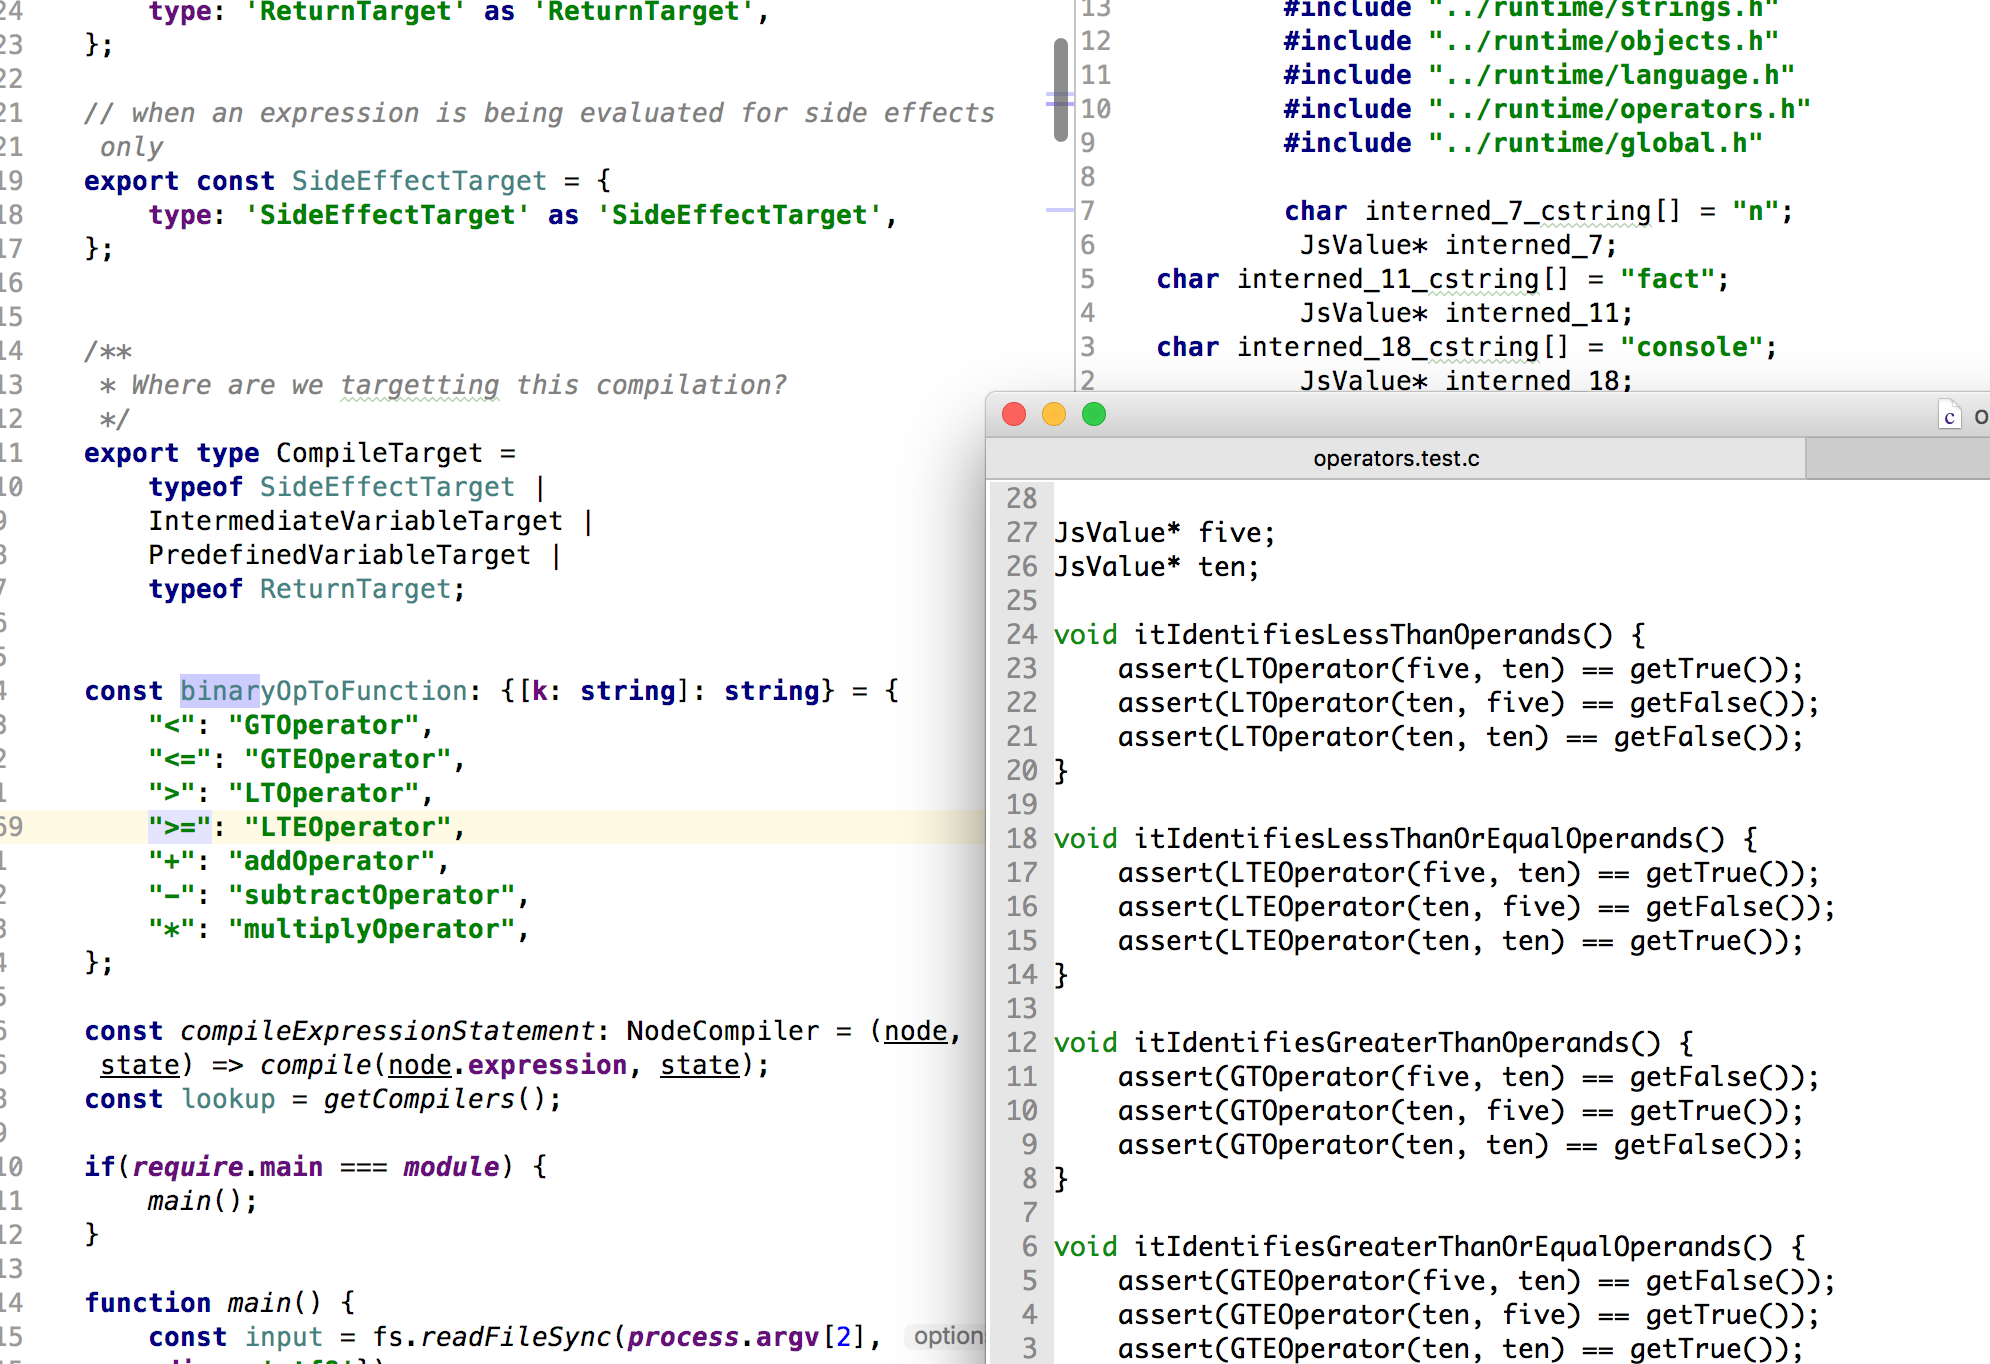 24 type: 'ReturnTarget' as 'ReturnTarget',
23 };
22
21 // when an expression is being evaluated for side effects
21 only
19 export const SideEffectTarget = {
18 type: 'SideEffectTarget' as 'SideEffectTarget',
17 };
16
15
14 /**
13 * Where are we targetting this compilation?
12 */
11 export type CompileTarget =
10 typeof SideEffectTarget |
9 IntermediateVariableTarget |
8 PredefinedVariableTarget |
7 typeof ReturnTarget;
6
5
4 const binaryOpToFunction: {[k: string]: string} = {
3 "<": "GTOperator",
2 "<=": "GTEOperator",
1 ">": "LTOperator",
69 ">=": "LTEOperator",
1 "+": "addOperator",
2 "-": "subtractOperator",
3 "*": "multiplyOperator",
4 };
5
6 const compileExpressionStatement: NodeCompiler = (node,
6 state) => compile(node.expression, state);
8 const lookup = getCompilers();
9
10 if(require.main === module) {
11 main();
12 }
13
14 function main() {
15 const input = fs.readFileSync(process.argv[2], option
13 #include "../runtime/strings.h"
12 #include "../runtime/objects.h"
11 #include "../runtime/language.h"
10 #include "../runtime/operators.h"
9 #include "../runtime/global.h"
8
7 char interned_7_cstring[] = "n";
6 JsValue* interned_7;
5 char interned_11_cstring[] = "fact";
4 JsValue* interned_11;
3 char interned_18_cstring[] = "console";
2 JsValue* interned_18;
c o
operators.test.c
28
27 JsValue* five;
26 JsValue* ten;
25
24 void itIdentifiesLessThanOperands() {
23 assert(LTOperator(five, ten) == getTrue());
22 assert(LTOperator(ten, five) == getFalse());
21 assert(LTOperator(ten, ten) == getFalse());
20 }
19
18 void itIdentifiesLessThanOrEqualOperands() {
17 assert(LTEOperator(five, ten) == getTrue());
16 assert(LTEOperator(ten, five) == getFalse());
15 assert(LTEOperator(ten, ten) == getTrue());
14 }
13
12 void itIdentifiesGreaterThanOperands() {
11 assert(GTOperator(five, ten) == getFalse());
10 assert(GTOperator(ten, five) == getTrue());
9 assert(GTOperator(ten, ten) == getFalse());
8 }
7
6 void itIdentifiesGreaterThanOrEqualOperands() {
5 assert(GTEOperator(five, ten) == getFalse());
4 assert(GTEOperator(ten, five) == getTrue());
3 assert(GTEOperator(ten, ten) == getTrue());